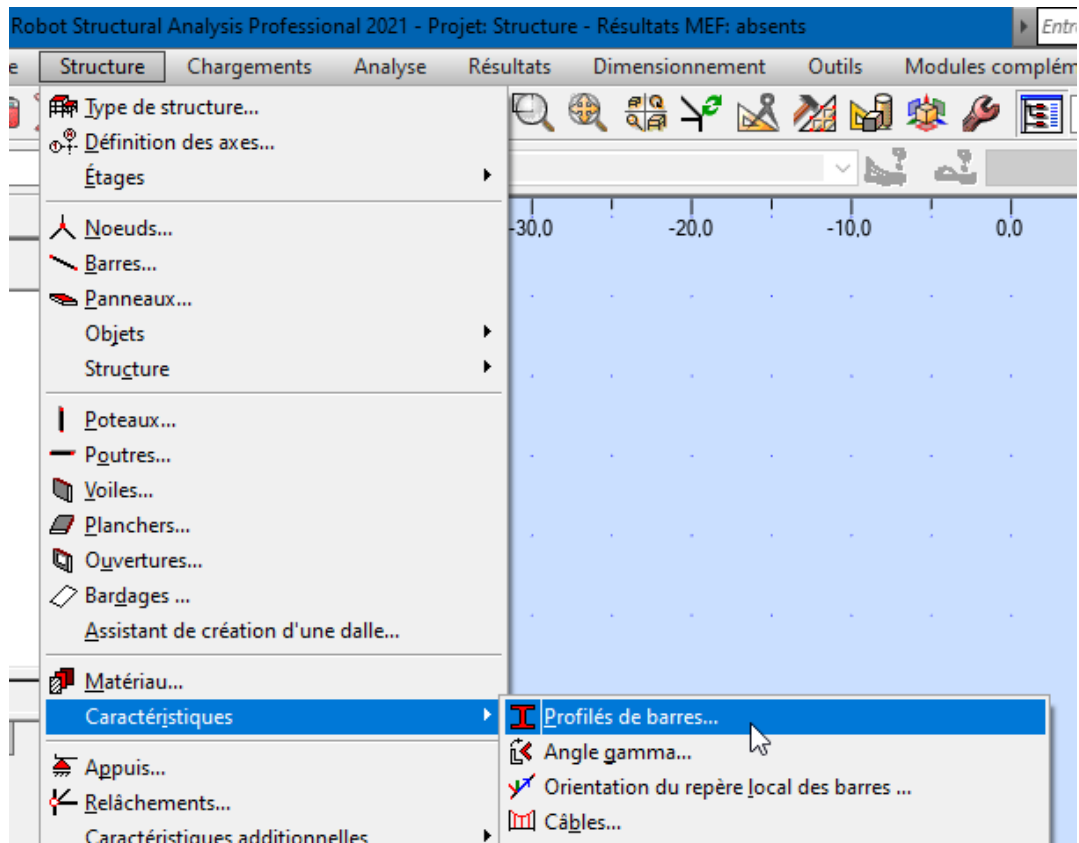 Robot Structural Analysis Professional 2021 - Projet: Structure - Résultats MEF: absents
Structure Chargements Analyse Résultats Dimensionnement Outils Modules
Type de structure...
Définition des axes...
Étages
-30,0 -20,0 -10,0 0,0
Noeuds...
Barres...
Panneaux...
Objets
Structure
Poteaux...
Poutres...
Voiles...
Planchers...
Ouvertures...
Bardages ...
Assistant de création d'une dalle...
Matériau...
Caractéristiques
Profilés de barres...
Angle gamma...
Orientation du repère local des barres ...
Câbles...
Appuis...
Relâchements...
Caractéristiques additionnelles